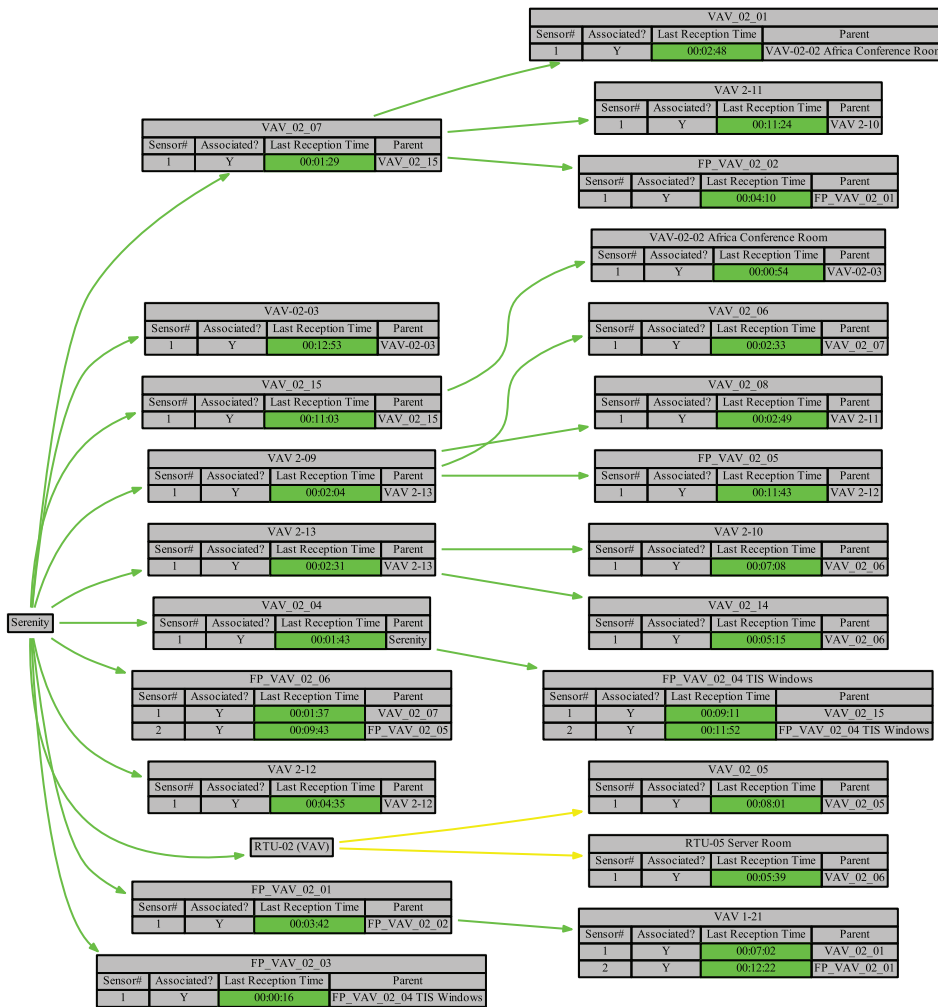 VAV_02_01
Sensor# Associated? Last Reception Time Parent
1 Y 00:02:48 VAV-02-02 Africa Conference Room
VAV 2-11
Sensor# Associated? Last Reception Time Parent
1 Y 00:11:24 VAV 2-10
VAV_02_07
Sensor# Associated? Last Reception Time Parent
1 Y 00:01:29 VAV_02_15
FP_VAV_02_02
Sensor# Associated? Last Reception Time Parent
1 Y 00:04:10 FP_VAV_02_01
VAV-02-02 Africa Conference Room
Sensor# Associated? Last Reception Time Parent
1 Y 00:00:54 VAV-02-03
VAV-02-03
Sensor# Associated? Last Reception Time Parent
1 Y 00:12:53 VAV-02-03
VAV_02_06
Sensor# Associated? Last Reception Time Parent
1 Y 00:02:33 VAV_02_07
VAV_02_15
Sensor# Associated? Last Reception Time Parent
1 Y 00:11:03 VAV_02_15
VAV_02_08
Sensor# Associated? Last Reception Time Parent
1 Y 00:02:49 VAV 2-11
VAV 2-09
Sensor# Associated? Last Reception Time Parent
1 Y 00:02:04 VAV 2-13
FP_VAV_02_05
Sensor# Associated? Last Reception Time Parent
1 Y 00:11:43 VAV 2-12
VAV 2-13
Sensor# Associated? Last Reception Time Parent
1 Y 00:02:31 VAV 2-13
VAV 2-10
Sensor# Associated? Last Reception Time Parent
1 Y 00:07:08 VAV_02_06
Serenity
VAV_02_04
Sensor# Associated? Last Reception Time Parent
1 Y 00:01:43 Serenity
VAV_02_14
Sensor# Associated? Last Reception Time Parent
1 Y 00:05:15 VAV_02_06
FP_VAV_02_06
Sensor# Associated? Last Reception Time Parent
1 Y 00:01:37 VAV_02_07
2 Y 00:09:43 FP_VAV_02_05
FP_VAV_02_04 TIS Windows
Sensor# Associated? Last Reception Time Parent
1 Y 00:09:11 VAV_02_15
2 Y 00:11:52 FP_VAV_02_04 TIS Windows
VAV 2-12
Sensor# Associated? Last Reception Time Parent
1 Y 00:04:35 VAV 2-12
VAV_02_05
Sensor# Associated? Last Reception Time Parent
1 Y 00:08:01 VAV_02_05
RTU-02 (VAV)
RTU-05 Server Room
Sensor# Associated? Last Reception Time Parent
1 Y 00:05:39 VAV_02_06
FP_VAV_02_01
Sensor# Associated? Last Reception Time Parent
1 Y 00:03:42 FP_VAV_02_02
VAV 1-21
Sensor# Associated? Last Reception Time Parent
1 Y 00:07:02 VAV_02_01
2 Y 00:12:22 FP_VAV_02_01
FP_VAV_02_03
Sensor# Associated? Last Reception Time Parent
1 Y 00:00:16 FP_VAV_02_04 TIS Windows